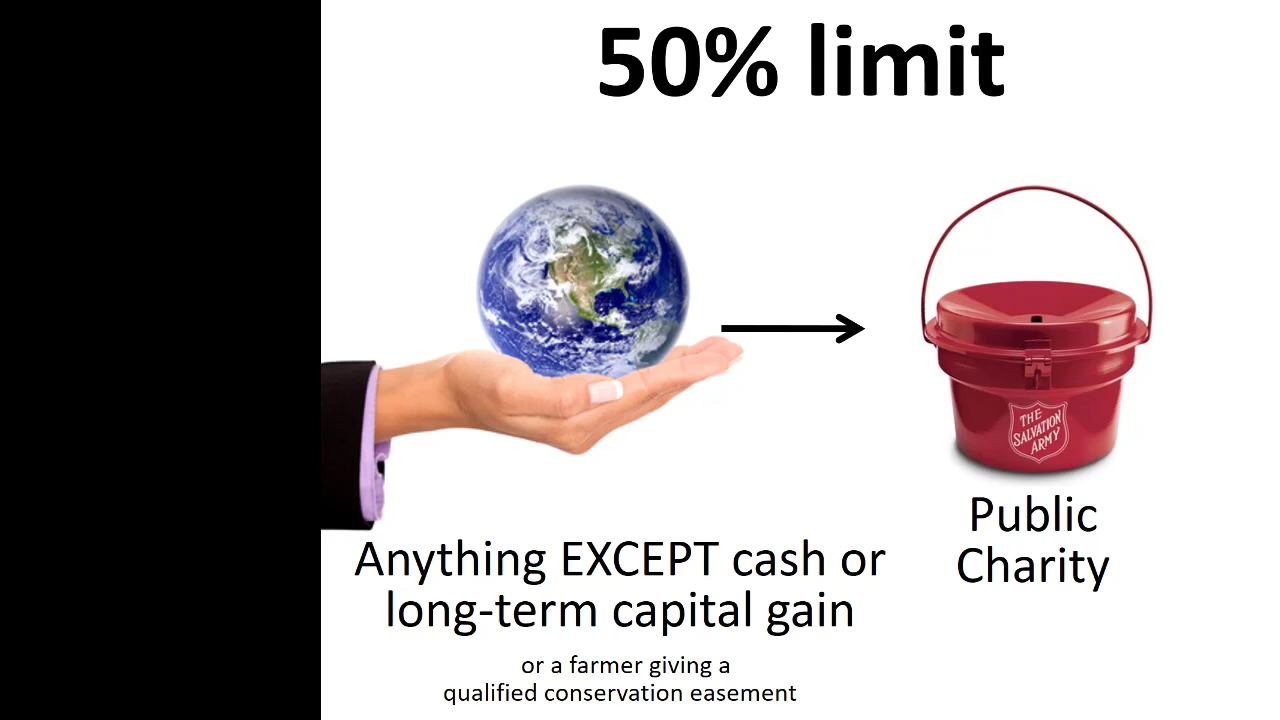 50% limit
THE
SALVATION
ARMY
Public
Charity
Anything EXCEPT cash or
long-term capital gain
or a farmer giving a
qualified conservation easement